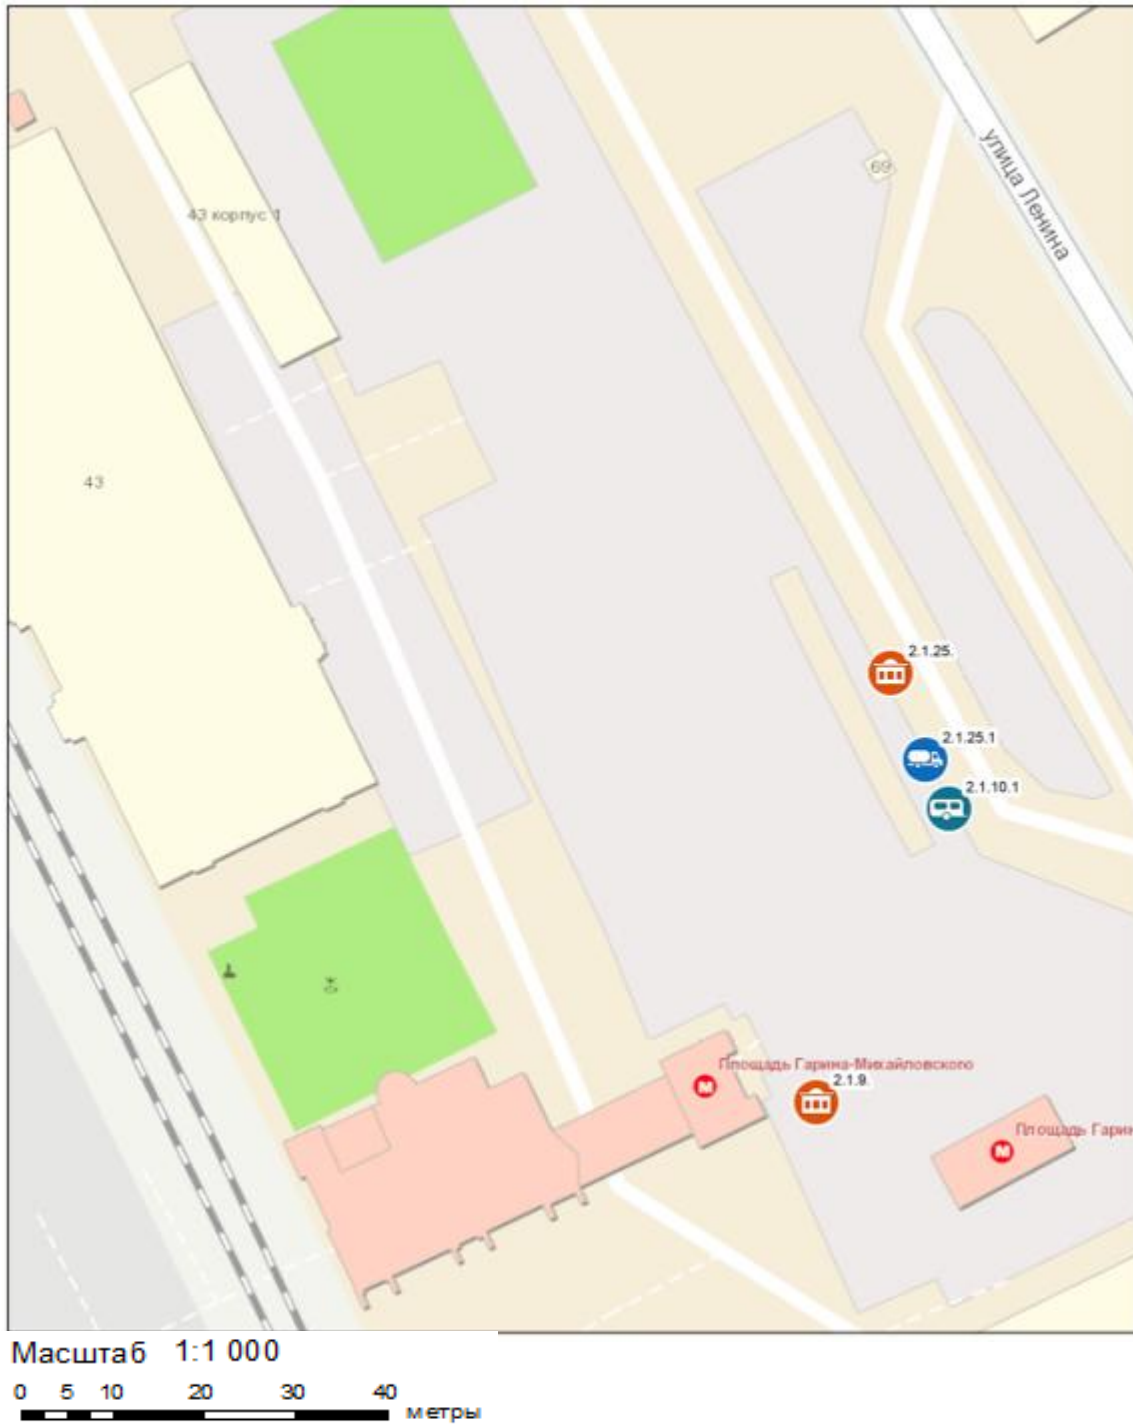 69
улица Ленина
43 корпус 1
43
2.1.25.
2.1.25.1
2.1.10.1
Площадь Гарина-Михайловского
М
2.1.9.
Площадь Гарин
М
Масштаб 1:1 000
0 5 10 20 30 40
метры